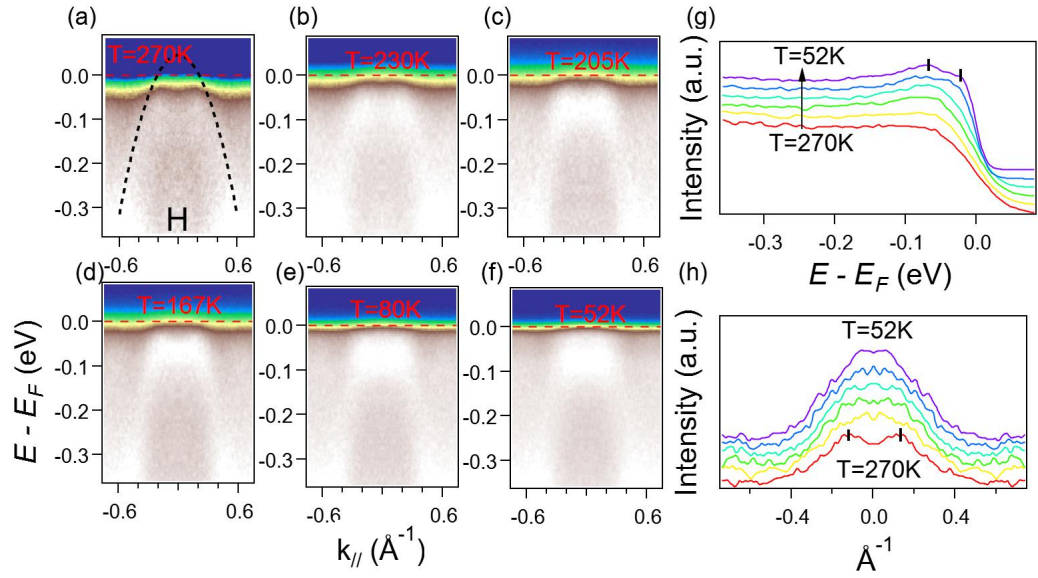 (a)
(b)
(c)
T=270K
T=230K
T=205K
0.0
-0.1
-0.2
-0.3
H
-0.6
0.6
0.0
-0.1
-0.2
-0.3
-0.6
0.6
0.0
-0.1
-0.2
-0.3
-0.6
0.6
(d)
(e)
(f)
T=167K
T=80K
T=52K
0.0
-0.1
-0.2
-0.3
-0.6
0.6
0.0
-0.1
-0.2
-0.3
-0.6
0.6
0.0
-0.1
-0.2
-0.3
-0.6
0.6
E - E_F (eV)
k_// (Å^-1)
(g)
Intensity (a.u.)
T=52K
T=270K
-0.3
-0.2
-0.1
0.0
E - E_F (eV)
(h)
Intensity (a.u.)
T=52K
T=270K
-0.4
0.0
0.4
Å^-1